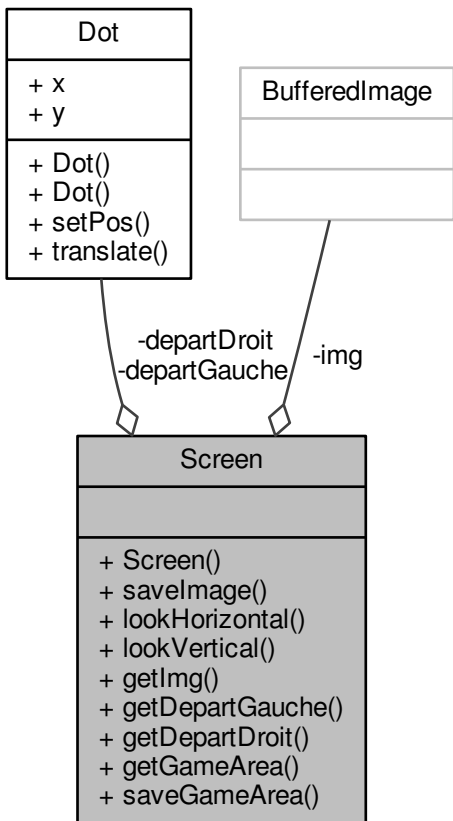 Dot
+ x
+ y
+ Dot()
+ Dot()
+ setPos()
+ translate()
BufferedImage
-departDroit
-departGauche
-img
Screen
+ Screen()
+ saveImage()
+ lookHorizontal()
+ lookVertical()
+ getImg()
+ getDepartGauche()
+ getDepartDroit()
+ getGameArea()
+ saveGameArea()